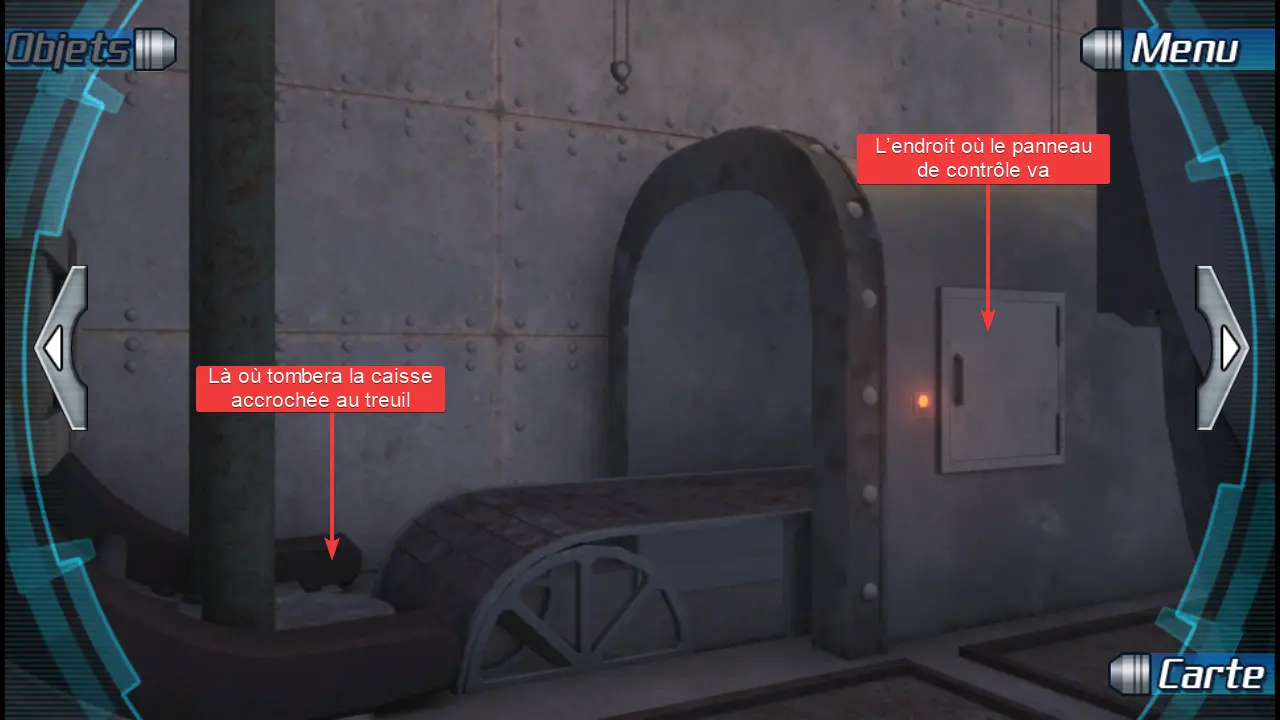 Objets
Menu
L'endroit où le panneau
de contrôle va
Là où tombera la caisse
accrochée au treuil
Carte